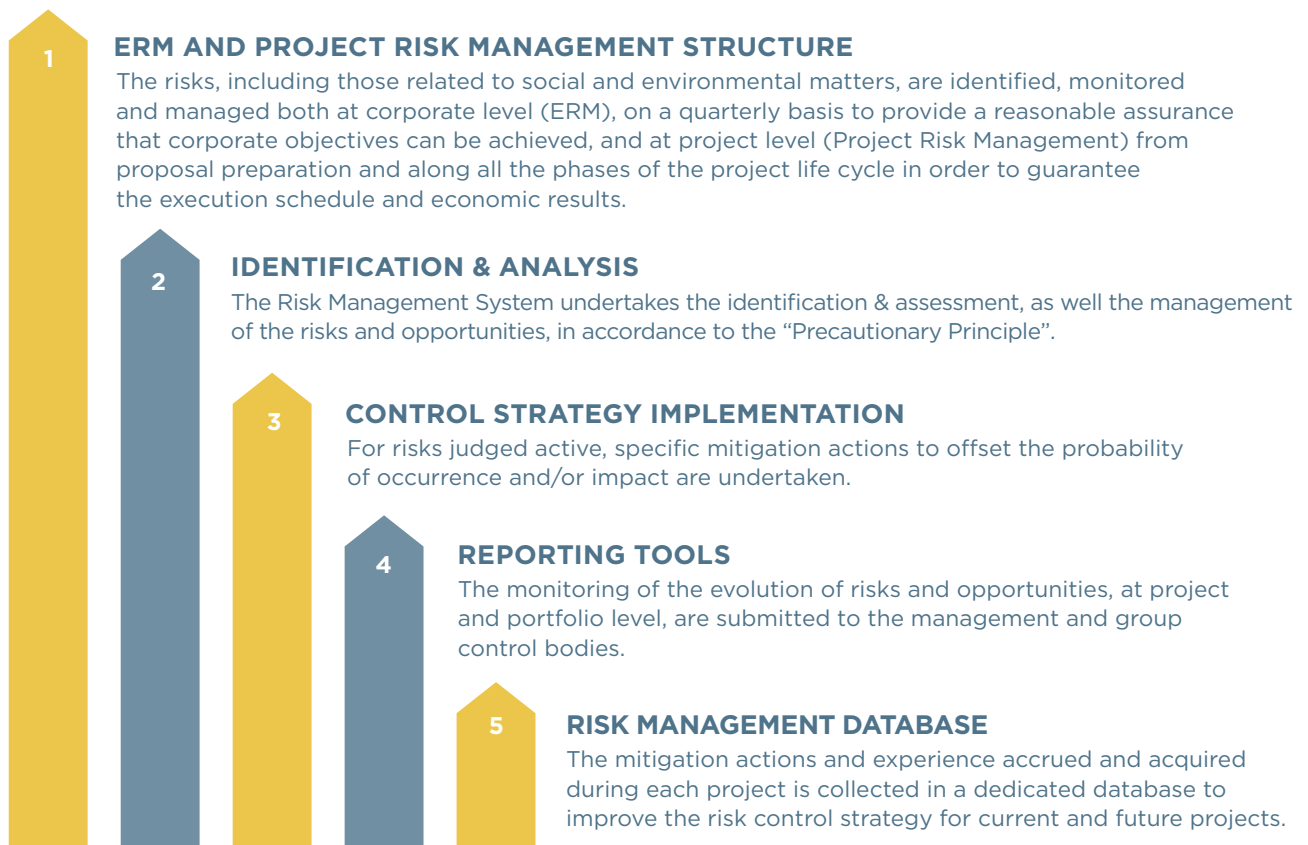 1
ERM AND PROJECT RISK MANAGEMENT STRUCTURE
The risks, including those related to social and environmental matters, are identified, monitored
and managed both at corporate level (ERM), on a quarterly basis to provide a reasonable assurance
that corporate objectives can be achieved, and at project level (Project Risk Management) from
proposal preparation and along all the phases of the project life cycle in order to guarantee
the execution schedule and economic results.
2
IDENTIFICATION & ANALYSIS
The Risk Management System undertakes the identification & assessment, as well the management
of the risks and opportunities, in accordance to the “Precautionary Principle”.
3
CONTROL STRATEGY IMPLEMENTATION
For risks judged active, specific mitigation actions to offset the probability
of occurrence and/or impact are undertaken.
4
REPORTING TOOLS
The monitoring of the evolution of risks and opportunities, at project
and portfolio level, are submitted to the management and group
control bodies.
5
RISK MANAGEMENT DATABASE
The mitigation actions and experience accrued and acquired
during each project is collected in a dedicated database to
improve the risk control strategy for current and future projects.